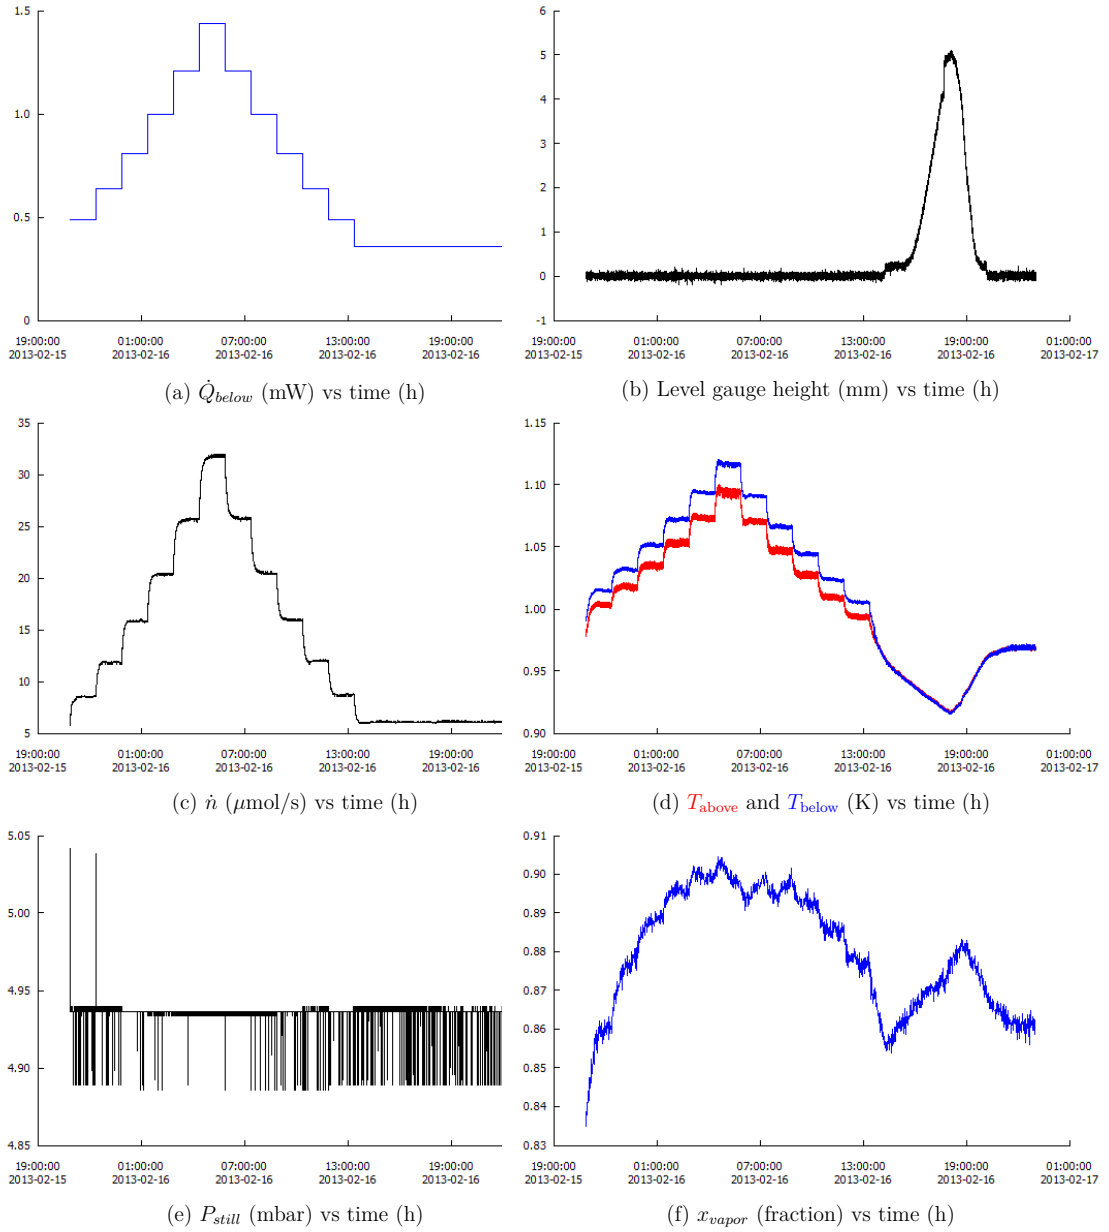 1.5
1.0
0.5
0
19:00:00 01:00:00 07:00:00 13:00:00 19:00:00
2013-02-15 2013-02-16 2013-02-16 2013-02-16 2013-02-16
(a) Q̇below (mW) vs time (h)
6
5
4
3
2
1
0
-1
19:00:00 01:00:00 07:00:00 13:00:00 19:00:00 01:00:00
2013-02-15 2013-02-16 2013-02-16 2013-02-16 2013-02-16 2013-02-17
(b) Level gauge height (mm) vs time (h)
35
30
25
20
15
10
5
19:00:00 01:00:00 07:00:00 13:00:00 19:00:00
2013-02-15 2013-02-16 2013-02-16 2013-02-16 2013-02-16
(c) ṅ (μmol/s) vs time (h)
1.15
1.10
1.05
1.00
0.95
0.90
19:00:00 01:00:00 07:00:00 13:00:00 19:00:00 01:00:00
2013-02-15 2013-02-16 2013-02-16 2013-02-16 2013-02-16 2013-02-17
(d) Tabove and Tbelow (K) vs time (h)
5.05
5.00
4.95
4.90
4.85
19:00:00 01:00:00 07:00:00 13:00:00 19:00:00
2013-02-15 2013-02-16 2013-02-16 2013-02-16 2013-02-16
(e) Pstill (mbar) vs time (h)
0.91
0.90
0.89
0.88
0.87
0.86
0.85
0.84
0.83
19:00:00 01:00:00 07:00:00 13:00:00 19:00:00 01:00:00
2013-02-15 2013-02-16 2013-02-16 2013-02-16 2013-02-16 2013-02-17
(f) xvapor (fraction) vs time (h)